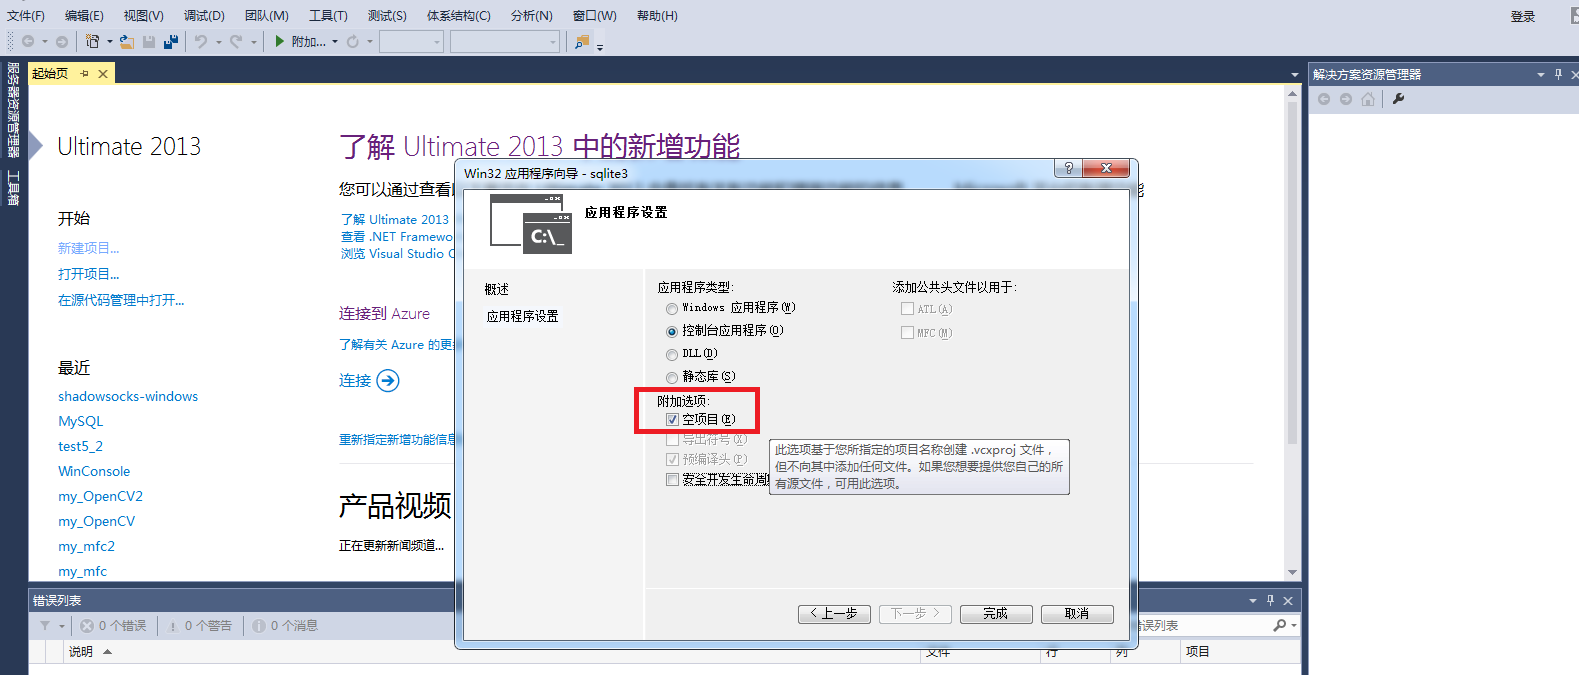 文件(F) 编辑(E) 视图(V) 调试(D) 团队(M) 工具(T) 测试(S) 体系结构(C) 分析(N) 窗口(W) 帮助(H) 登录
附加...
服务器资源管理器
工具箱
起始页
解决方案资源管理器
Ultimate 2013
开始
新建项目...
打开项目...
在源代码管理中打开...
最近
shadowsocks-windows
MySQL
test5_2
WinConsole
my_OpenCV2
my_OpenCV
my_mfc2
my_mfc
了解 Ultimate 2013 中的新增功能
您可以通过查看
了解 Ultimate 2013
查看 .NET Framewo
浏览 Visual Studio
连接到 Azure
了解有关 Azure 的更
连接
重新指定新增功能信息
产品视频
正在更新新闻频道...
Win32 应用程序向导 - sqlite3
C:\_
应用程序设置
概述
应用程序设置
应用程序类型:
Windows 应用程序(W)
控制台应用程序(O)
DLL(D)
静态库(S)
附加选项:
空项目(E)
导出符号(X)
预编译头(P)
安全开发生命周
添加公共头文件以用于:
ATL(A)
MFC(M)
此选项基于您所指定的项目名称创建 .vcxproj 文件，
但不向其中添加任何文件。如果您想要提供您自己的所
有源文件，可用此选项。
< 上一步 下一步 > 完成 取消
错误列表
0 个错误 0 个警告 0 个消息
错误列表
说明 文件 行 列 项目